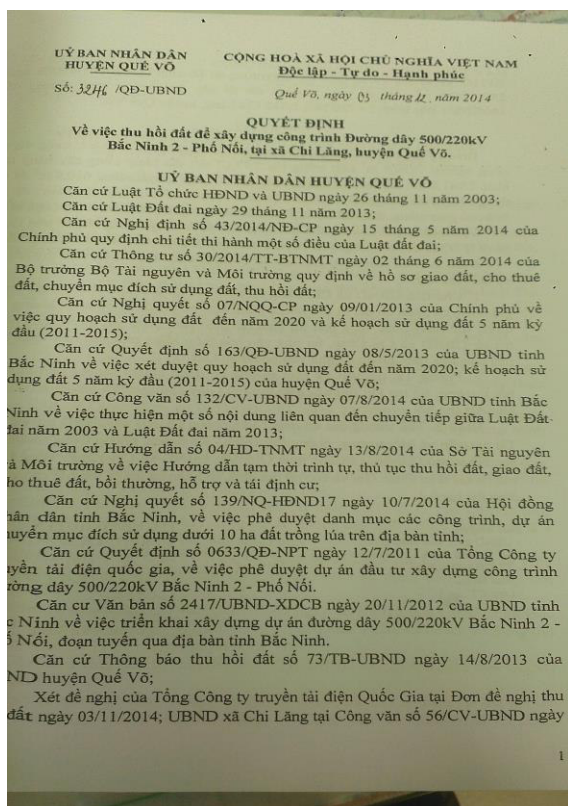 UỶ BAN NHÂN DÂN
HUYỆN QUẾ VÕ
CỘNG HOÀ XÃ HỘI CHỦ NGHĨA VIỆT NAM
Độc lập - Tự do - Hạnh phúc
Số: 3246 /QĐ-UBND
Quế Võ, ngày 03 tháng 12 năm 2014
QUYẾT ĐỊNH
Về việc thu hồi đất để xây dựng công trình Đường dây 500/220kV
Bắc Ninh 2 - Phố Nối, tại xã Chi Lăng, huyện Quế Võ.
UỶ BAN NHÂN DÂN HUYỆN QUẾ VÕ
Căn cứ Luật Tổ chức HĐND và UBND ngày 26 tháng 11 năm 2003;
Căn cứ Luật Đất đai ngày 29 tháng 11 năm 2013;
Căn cứ Nghị định số 43/2014/NĐ-CP ngày 15 tháng 5 năm 2014 của
Chính phủ quy định chi tiết thi hành một số điều của Luật đất đai;
Căn cứ Thông tư số 30/2014/TT-BTNMT ngày 02 tháng 6 năm 2014 của
Bộ trưởng Bộ Tài nguyên và Môi trường quy định về hồ sơ giao đất, cho thuê
đất, chuyển mục đích sử dụng đất, thu hồi đất;
Căn cứ Nghị quyết số 07/NQQ-CP ngày 09/01/2013 của Chính phủ về
việc quy hoạch sử dụng đất đến năm 2020 và kế hoạch sử dụng đất 5 năm kỳ
đầu (2011-2015);
Căn cứ Quyết định số 163/QĐ-UBND ngày 08/5/2013 của UBND tỉnh
Bắc Ninh về việc xét duyệt quy hoạch sử dụng đất đến năm 2020; kế hoạch sử
dụng đất 5 năm kỳ đầu (2011-2015) của huyện Quế Võ;
Căn cứ Công văn số 132/CV-UBND ngày 07/8/2014 của UBND tỉnh Bắc
Ninh về việc thực hiện một số nội dung liên quan đến chuyển tiếp giữa Luật Đất
đai năm 2003 và Luật Đất đai năm 2013;
Căn cứ Hướng dẫn số 04/HD-TNMT ngày 13/8/2014 của Sở Tài nguyên
à Môi trường về việc Hướng dẫn tạm thời trình tự, thủ tục thu hồi đất, giao đất,
ho thuê đất, bồi thường, hỗ trợ và tái định cư;
Căn cứ Nghị quyết số 139/NQ-HĐND17 ngày 10/7/2014 của Hội đồng
hân dân tỉnh Bắc Ninh, về việc phê duyệt danh mục các công trình, dự án
huyển mục đích sử dụng dưới 10 ha đất trồng lúa trên địa bàn tỉnh;
Căn cứ Quyết định số 0633/QĐ-NPT ngày 12/7/2011 của Tổng Công ty
uyền tải điện quốc gia, về việc phê duyệt dự án đầu tư xây dựng công trình
ường dây 500/220kV Bắc Ninh 2 - Phố Nối.
Căn cư Văn bản số 2417/UBND-XDCB ngày 20/11/2012 của UBND tỉnh
c Ninh về việc triển khai xây dựng dự án đường dây 500/220kV Bắc Ninh 2 -
ố Nối, đoạn tuyến qua địa bàn tỉnh Bắc Ninh.
Căn cứ Thông báo thu hồi đất số 73/TB-UBND ngày 14/8/2013 của
ND huyện Quế Võ;
Xét đề nghị của Tổng Công ty truyền tải điện Quốc Gia tại Đơn đề nghị thu
đất ngày 03/11/2014; UBND xã Chi Lăng tại Công văn số 56/CV-UBND ngày
1